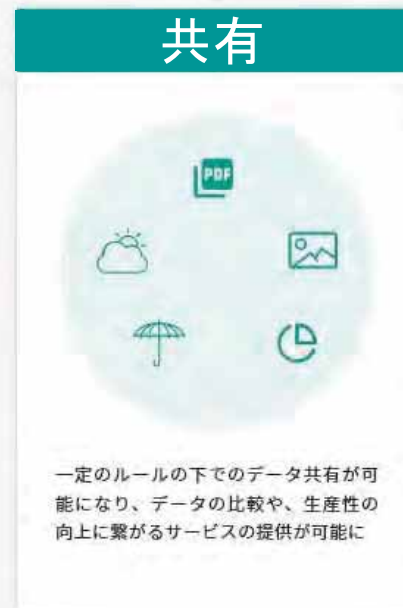 共有
PDF
一定のルールの下でのデータ共有が可
能になり、データの比較や、生産性の
向上に繋がるサービスの提供が可能に